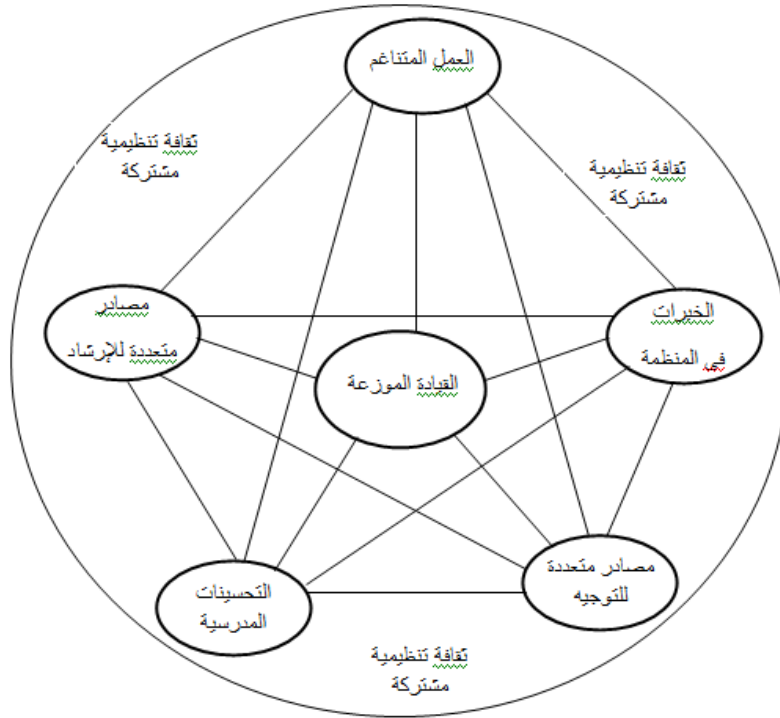 العمل المتناغم
ثقافة تنظيمية
مشتركة
ثقافة تنظيمية
مشتركة
الخبرات
في المنظمة
مصادر
متعددة للإرشاد
القيادة الموزعة
مصادر متعددة
للتوجيه
التحسينات
المدرسية
ثقافة تنظيمية
مشتركة